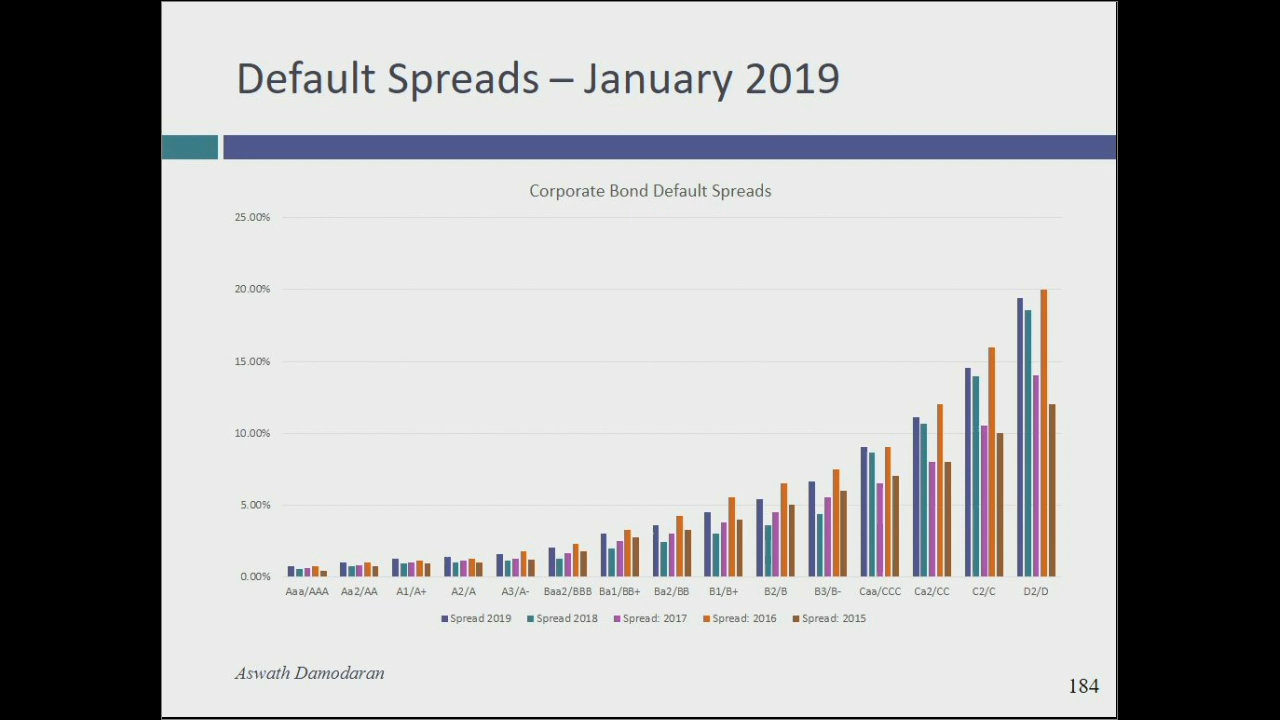 Default Spreads – January 2019
Corporate Bond Default Spreads
25.00%
20.00%
15.00%
10.00%
5.00%
0.00%
Aaa/AAA Aa2/AA A1/A+ A2/A A3/A- Baa2/BBB Ba1/BB+ Ba2/BB B1/B+ B2/B B3/B- Caa/CCC Ca2/CC C2/C D2/D
Spread 2019 Spread 2018 Spread: 2017 Spread: 2016 Spread: 2015
Aswath Damodaran
184